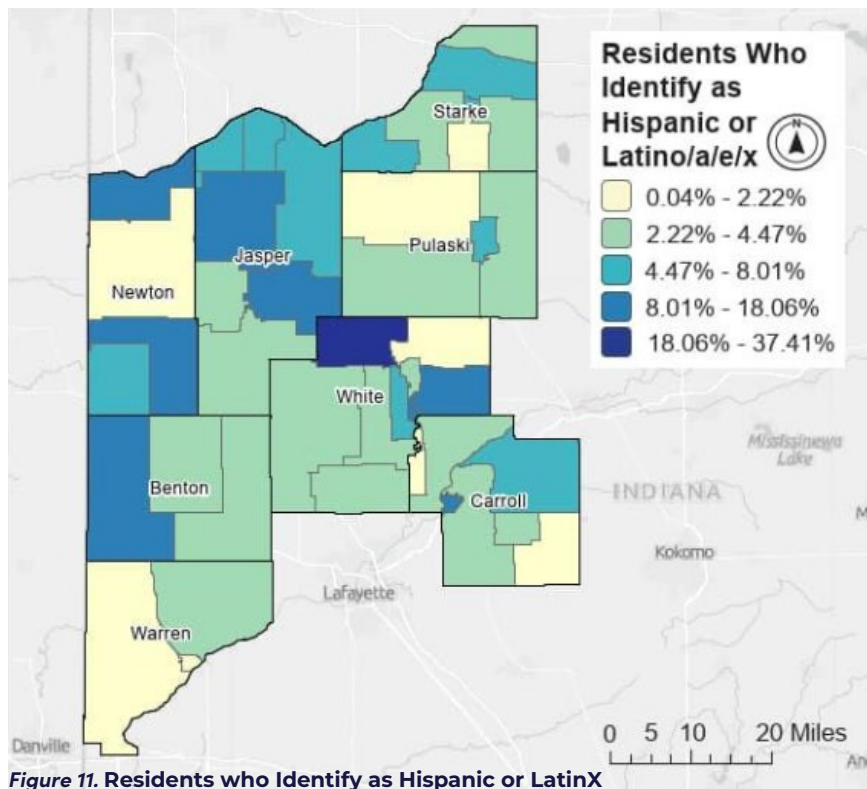 Residents Who
Identify as
Hispanic or
Latino/a/e/x
N
0.04% - 2.22%
2.22% - 4.47%
4.47% - 8.01%
8.01% - 18.06%
18.06% - 37.41%
Starke
Pulaski
Jasper
Newton
White
Benton
Carroll
Warren
Mississinewa
Lake
INDIANA
M
Kokomo
Lafayette
Danville
An
0 5 10 20 Miles
Figure 11. Residents who Identify as Hispanic or LatinX